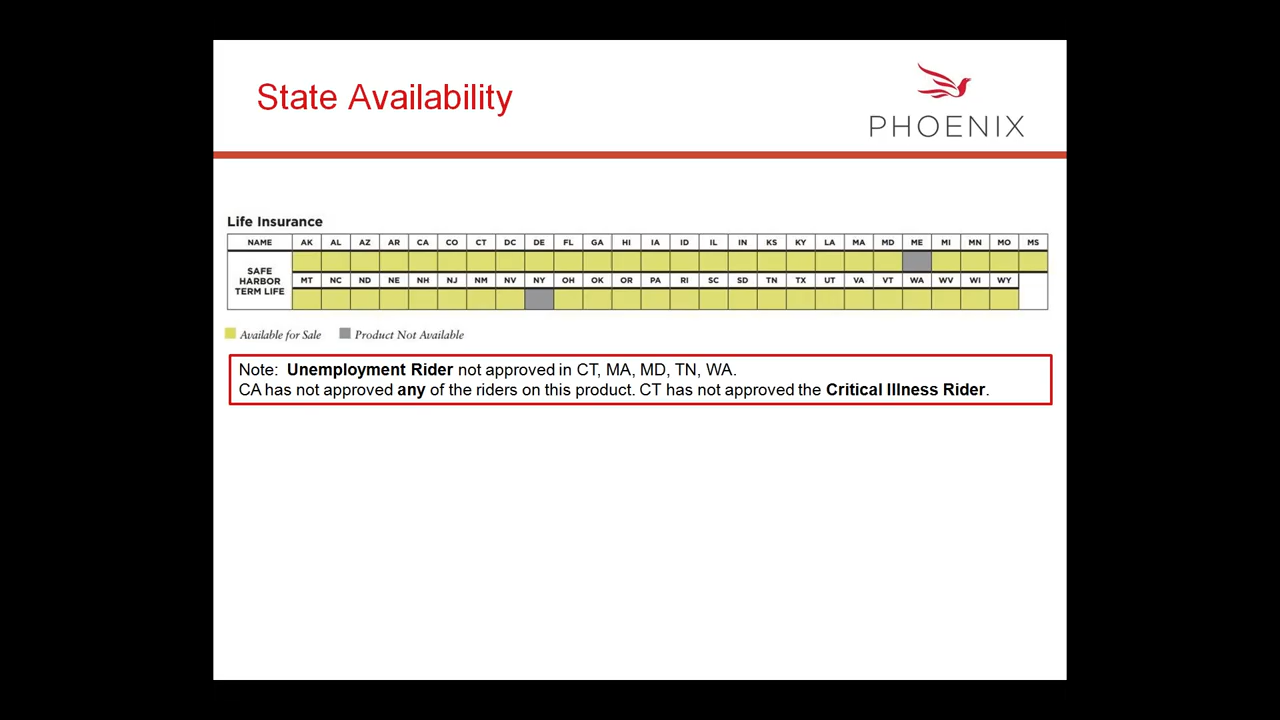 State Availability
PHOENIX
Life Insurance
NAME AK AL AZ AR CA CO CT DC DE FL GA HI IA ID IL IN KS KY LA MA MD ME MI MN MO MS
SAFE HARBOR TERM LIFE
MT NC ND NE NH NJ NM NV NY OH OK OR PA RI SC SD TN TX UT VA VT WA WV WI WY
Available for Sale Product Not Available
Note: Unemployment Rider not approved in CT, MA, MD, TN, WA.
CA has not approved any of the riders on this product. CT has not approved the Critical Illness Rider.